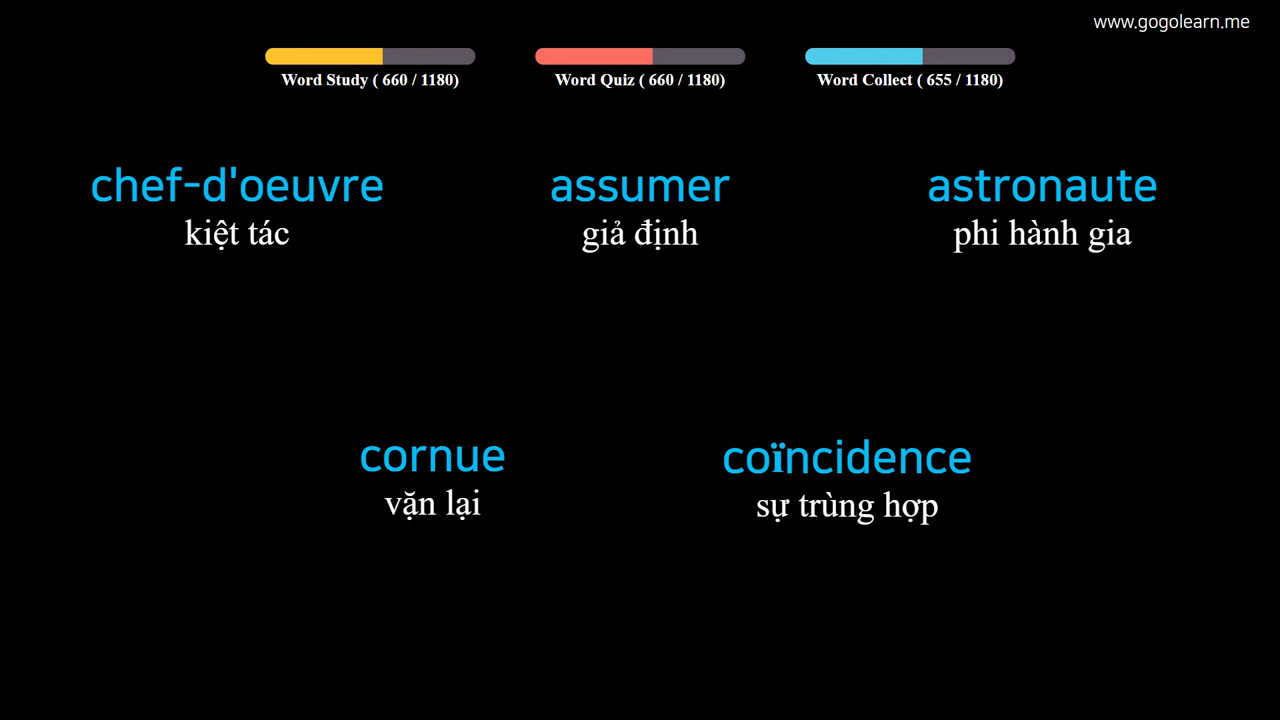 www.gogolearn.me
Word Study ( 660 / 1180)
Word Quiz ( 660 / 1180)
Word Collect ( 655 / 1180)
chef-d'oeuvre
kiệt tác
assumer
giả định
astronaute
phi hành gia
cornue
vặn lại
coïncidence
sự trùng hợp